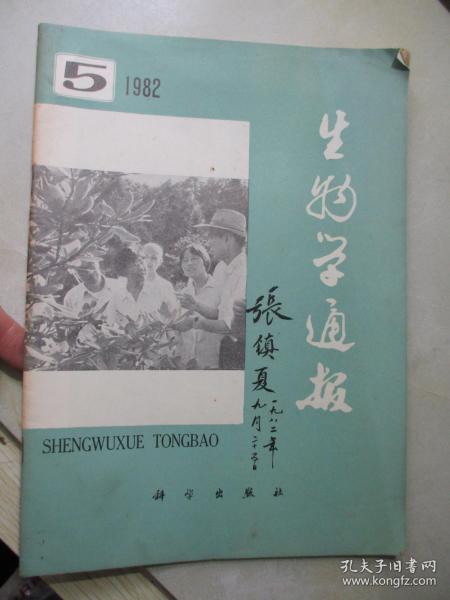 5
1982
生物学通报
張鎮夏
一九八二年
九月二十五日
SHENGWUXUE TONGBAO
科学出版社
孔夫子旧书网
www.kongfz.com